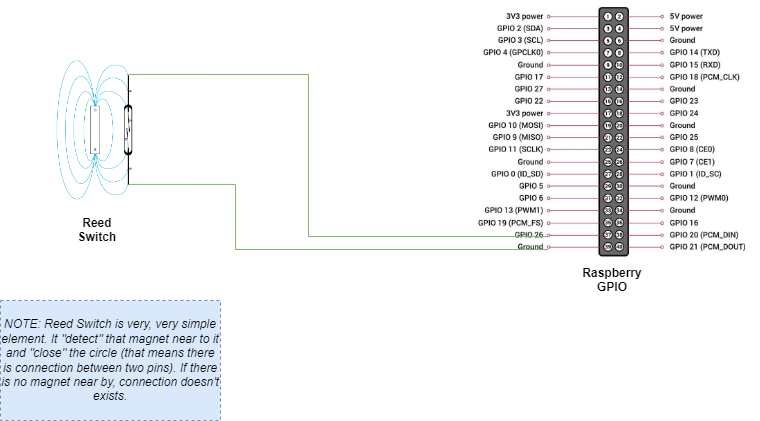 3V3 power 1 2 5V power
GPIO 2 (SDA) 3 4 5V power
GPIO 3 (SCL) 5 6 Ground
GPIO 4 (GPCLK0) 7 8 GPIO 14 (TXD)
Ground 9 10 GPIO 15 (RXD)
GPIO 17 11 12 GPIO 18 (PCM_CLK)
GPIO 27 13 14 Ground
GPIO 22 15 16 GPIO 23
3V3 power 17 18 GPIO 24
GPIO 10 (MOSI) 19 20 Ground
GPIO 9 (MISO) 21 22 GPIO 25
GPIO 11 (SCLK) 23 24 GPIO 8 (CE0)
Ground 25 26 GPIO 7 (CE1)
GPIO 0 (ID_SD) 27 28 GPIO 1 (ID_SC)
GPIO 5 29 30 Ground
GPIO 6 31 32 GPIO 12 (PWM0)
GPIO 13 (PWM1) 33 34 Ground
GPIO 19 (PCM_FS) 35 36 GPIO 16
GPIO 26 37 38 GPIO 20 (PCM_DIN)
Ground 39 40 GPIO 21 (PCM_DOUT)
Reed
Switch
Raspberry
GPIO
NOTE: Reed Switch is very, very simple
element. It "detect" that magnet near to it
and "close" the circle (that means there
is connection between two pins). If there
is no magnet near by, connection doesn't
exists.